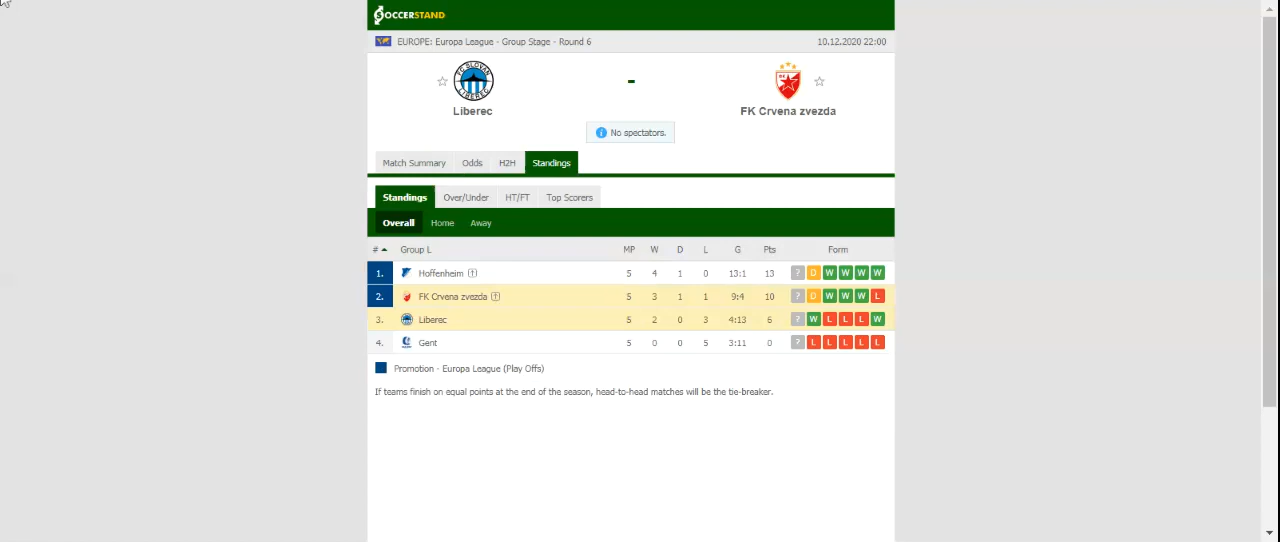 SOCCERSTAND
EUROPE: Europa League - Group Stage - Round 6 10.12.2020 22:00
FC SLOVAN LIBEREC
-
Liberec FK Crvena zvezda
No spectators.
Match Summary Odds H2H Standings
Standings Over/Under HT/FT Top Scorers
Overall Home Away
# Group L MP W D L G Pts Form
1. Hoffenheim 5 4 1 0 13:1 13 ? D W W W W
2. FK Crvena zvezda 5 3 1 1 9:4 10 ? D W W W L
3. Liberec 5 2 0 3 4:13 6 ? W L L L W
4. Gent 5 0 0 5 3:11 0 ? L L L L L
Promotion - Europa League (Play Offs)
If teams finish on equal points at the end of the season, head-to-head matches will be the tie-breaker.